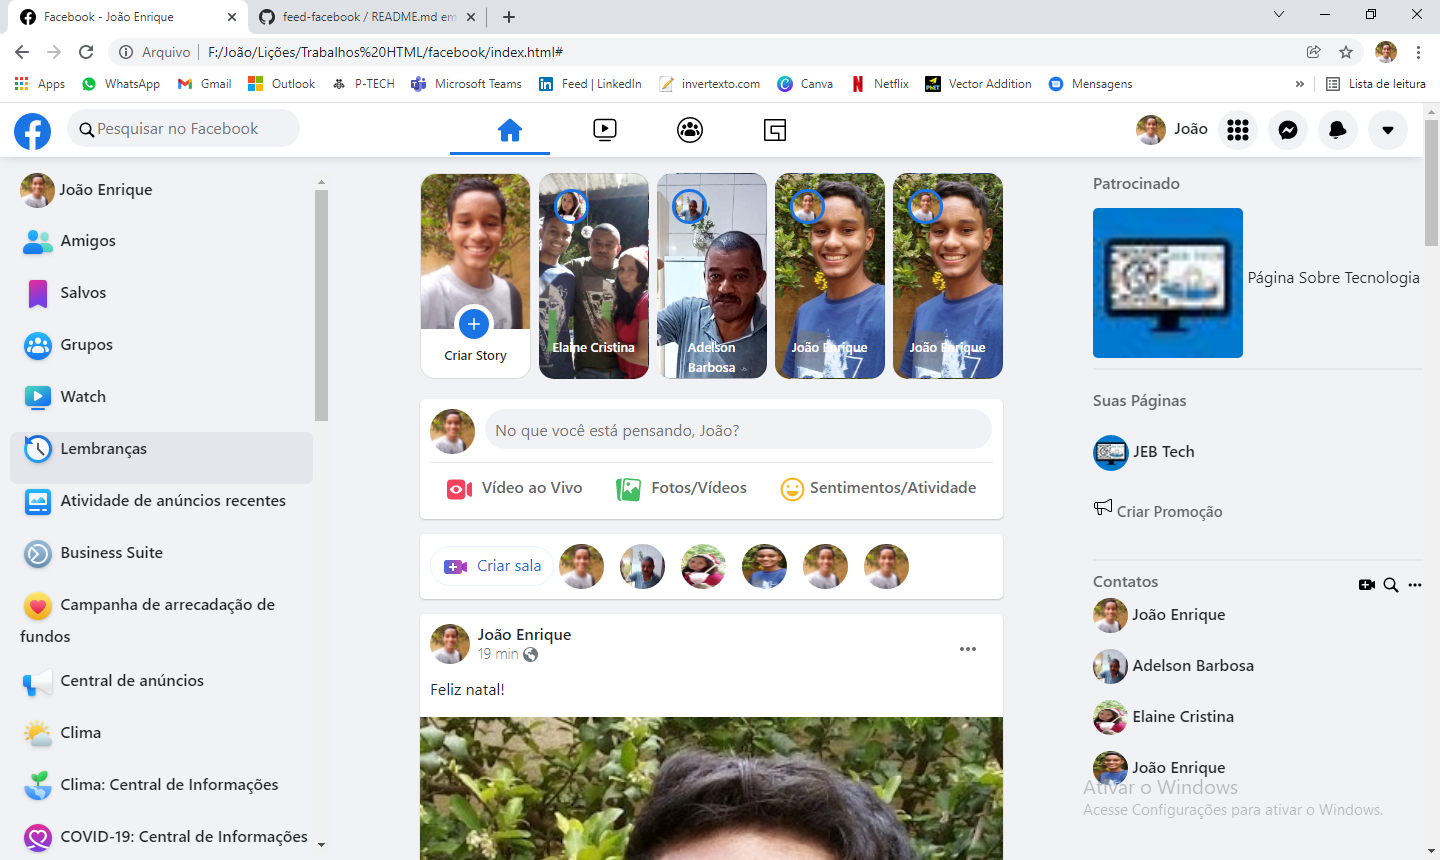 Facebook - João Enrique
feed-facebook / README.md em
Arquivo
F:/João/Lições/Trabalhos%20HTML/facebook/index.html#
Apps
WhatsApp
Gmail
Outlook
P-TECH
Microsoft Teams
Feed | LinkedIn
invertexto.com
Canva
Netflix
Vector Addition
Mensagens
»
Lista de leitura
Pesquisar no Facebook
João
João Enrique
Amigos
Salvos
Grupos
Watch
Lembranças
Atividade de anúncios recentes
Business Suite
Campanha de arrecadação de
fundos
Central de anúncios
Clima
Clima: Central de Informações
COVID-19: Central de Informações
Criar Story
Elaine Cristina
Adelson
Barbosa
João Enrique
João Enrique
No que você está pensando, João?
Vídeo ao Vivo
Fotos/Vídeos
Sentimentos/Atividade
Criar sala
João Enrique
19 min
Feliz natal!
Patrocinado
Página Sobre Tecnologia
Suas Páginas
JEB Tech
Criar Promoção
Contatos
João Enrique
Adelson Barbosa
Elaine Cristina
João Enrique
Ativar o Windows
Acesse Configurações para ativar o Windows.